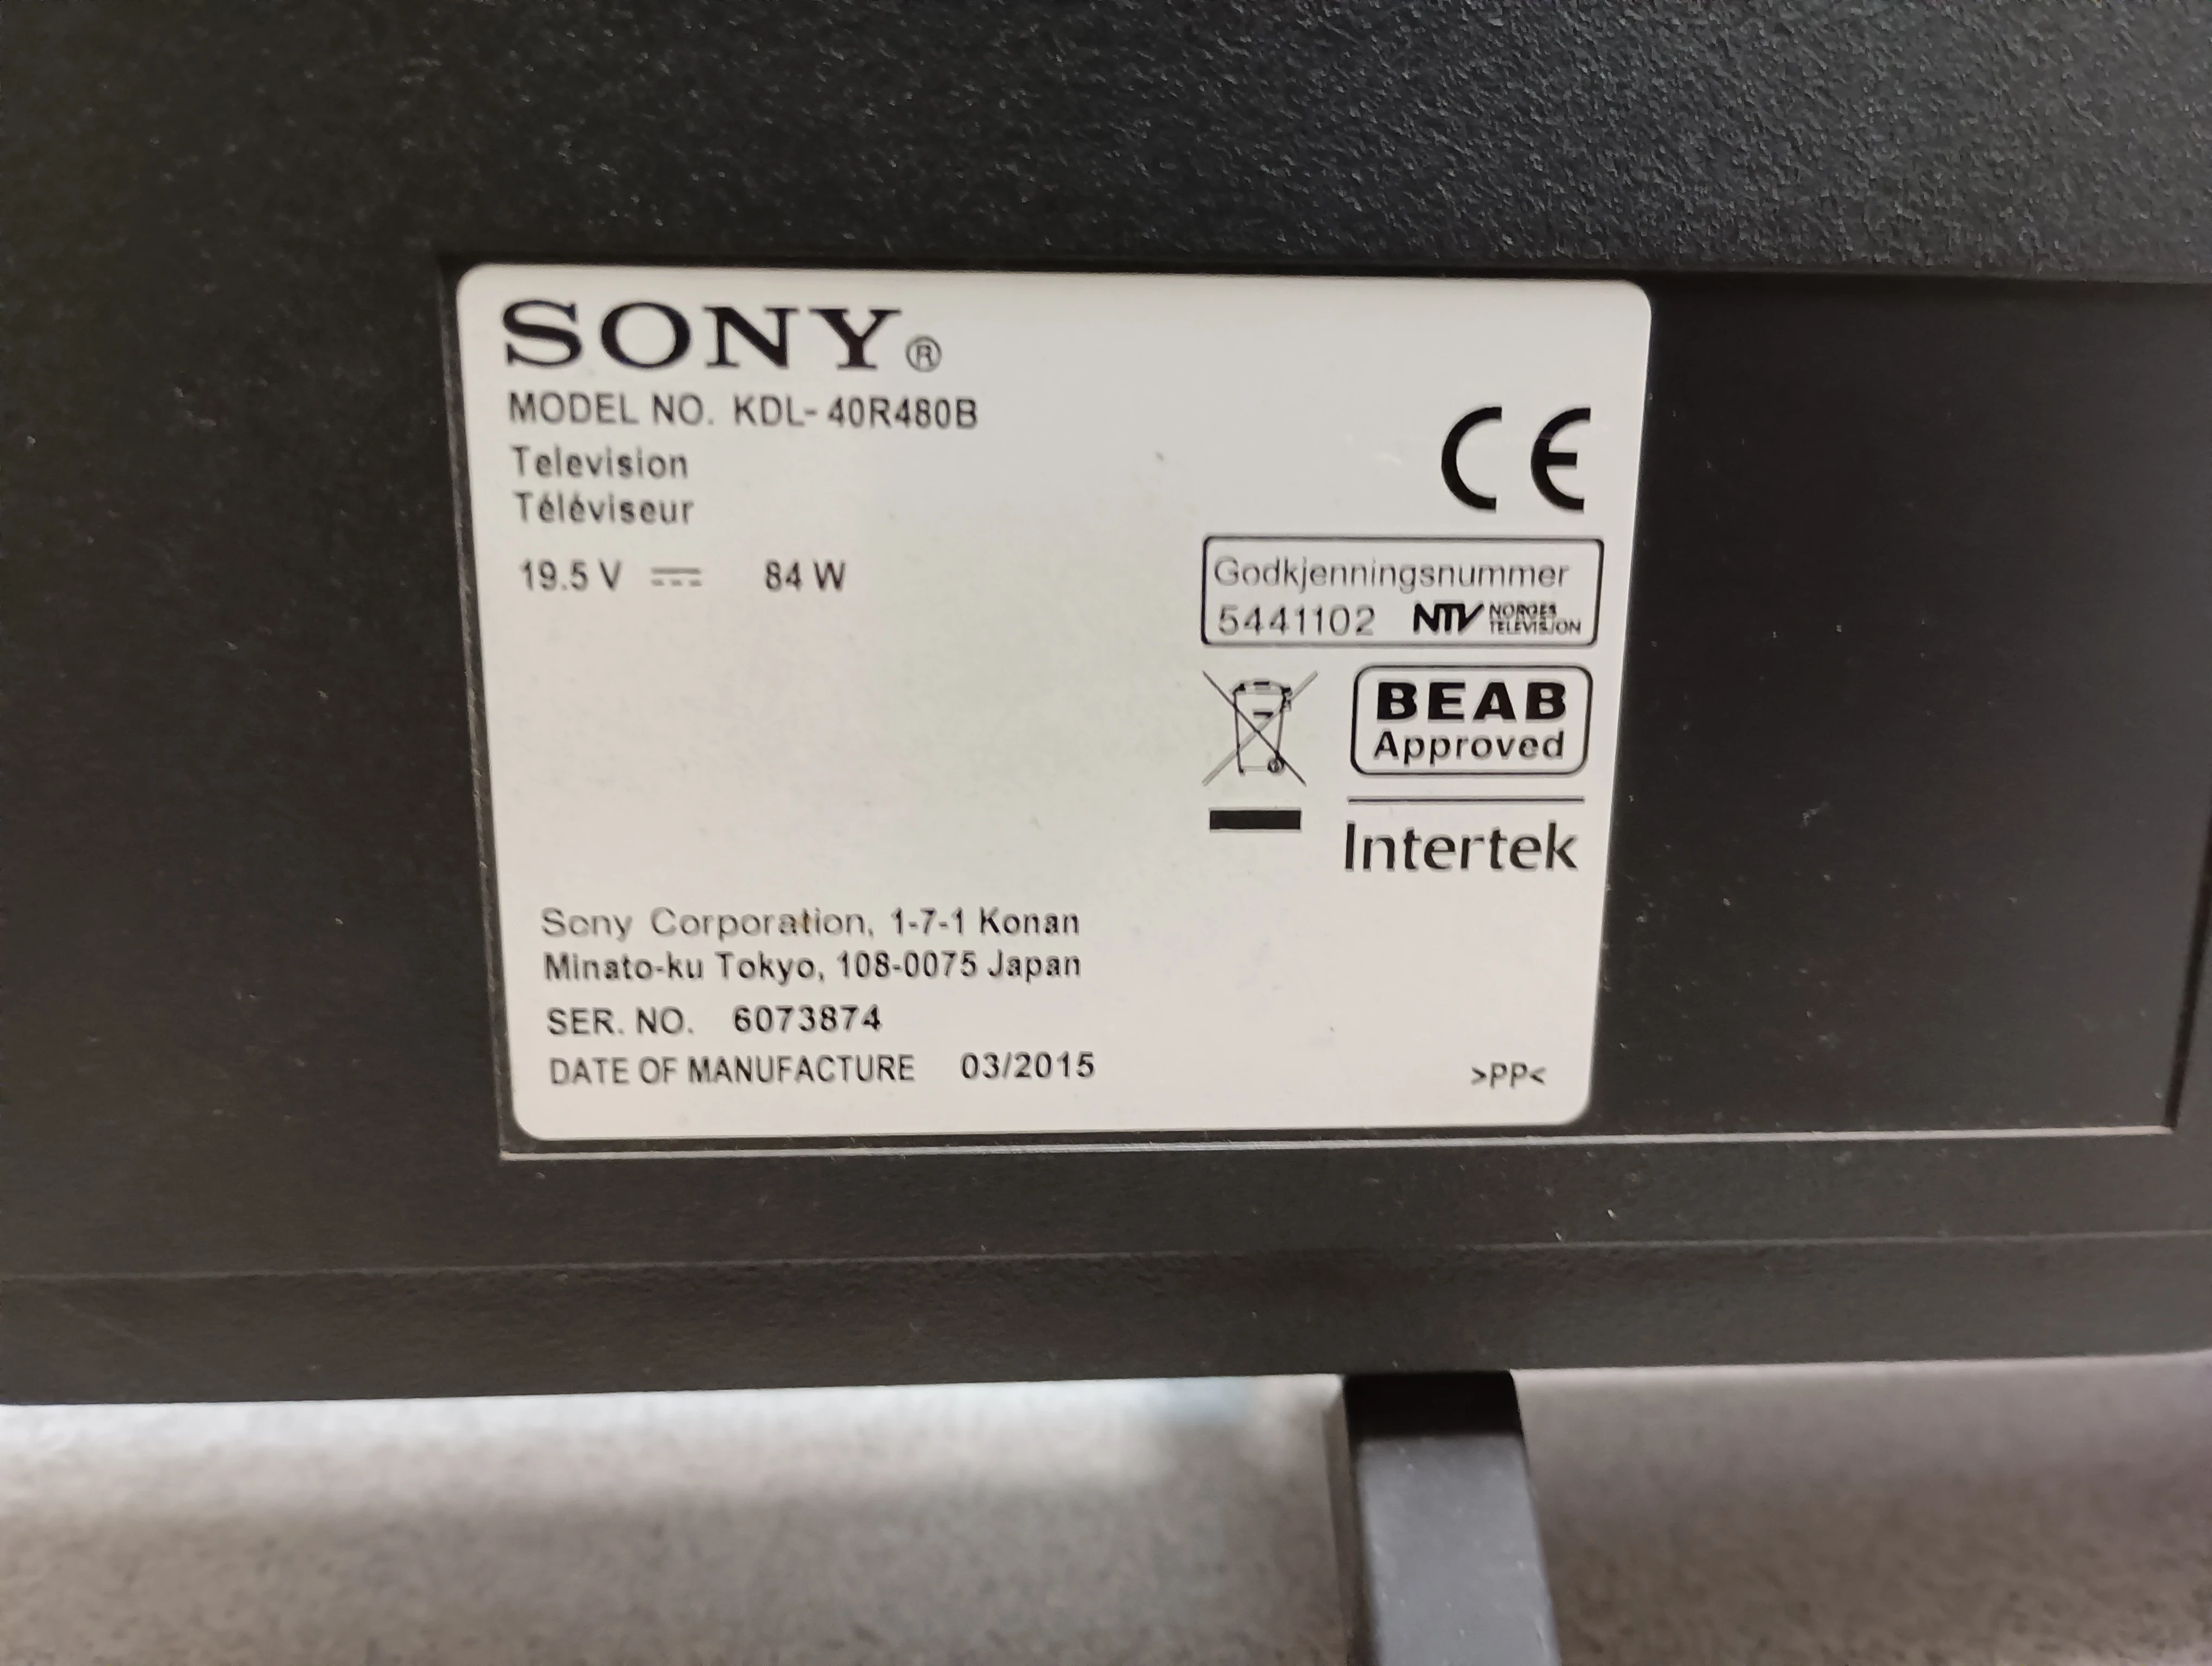 SONY®
MODEL NO. KDL-40R480B
Television
Téléviseur
19.5 V 84 W
CE
Godkjenningsnummer
5441102 NTV NORGES TELEVISJON
BEAB
Approved
Intertek
Sony Corporation, 1-7-1 Konan
Minato-ku Tokyo, 108-0075 Japan
SER. NO. 6073874
DATE OF MANUFACTURE 03/2015
>PP<